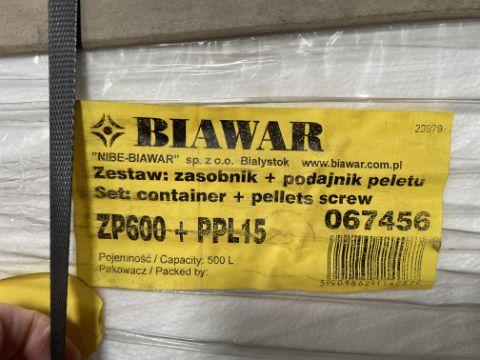 BIAWAR
23979
"NIBE-BIAWAR" sp. z o.o. Białystok www.biawar.com.pl
Zestaw: zasobnik + podajnik peletu
Set: container + pellets screw
ZP600 + PPL15 067456
Pojemność / Capacity: 500 L
Pakowacz / Packed by: